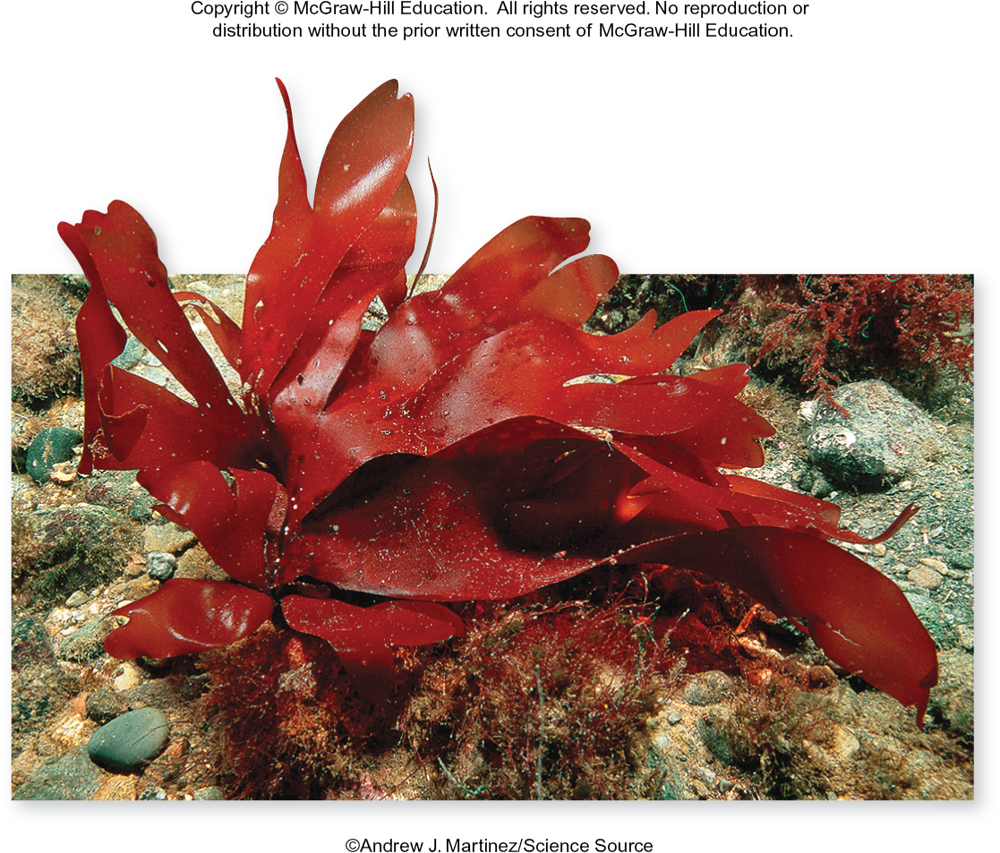 Copyright © McGraw-Hill Education.  All rights reserved. No reproduction or
distribution without the prior written consent of McGraw-Hill Education.
©Andrew J. Martinez/Science Source